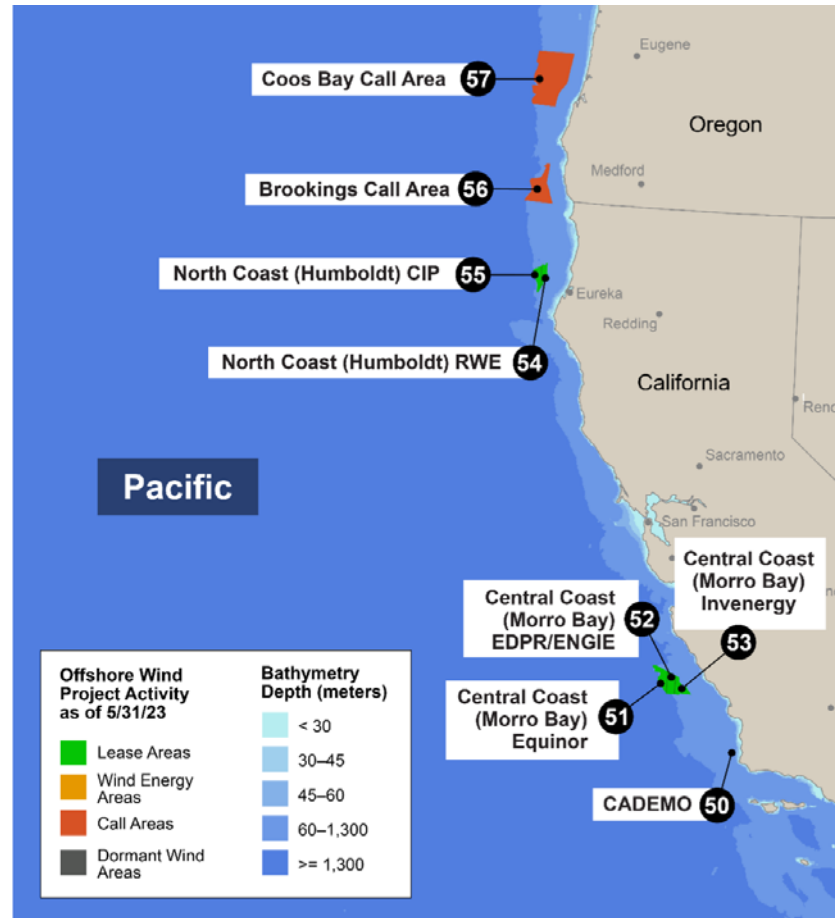 Eugene
Coos Bay Call Area 57
Oregon
Medford
Brookings Call Area 56
North Coast (Humboldt) CIP 55
Eureka
Redding
North Coast (Humboldt) RWE 54
California
Reno
Sacramento
Pacific
San Francisco
Central Coast
(Morro Bay)
Invenergy
53
Central Coast
(Morro Bay)
EDPR/ENGIE
52
Central Coast
(Morro Bay)
Equinor
51
CADEMO 50
Offshore Wind
Project Activity
as of 5/31/23
Lease Areas
Wind Energy
Areas
Call Areas
Dormant Wind
Areas
Bathymetry
Depth (meters)
< 30
30–45
45–60
60–1,300
>= 1,300